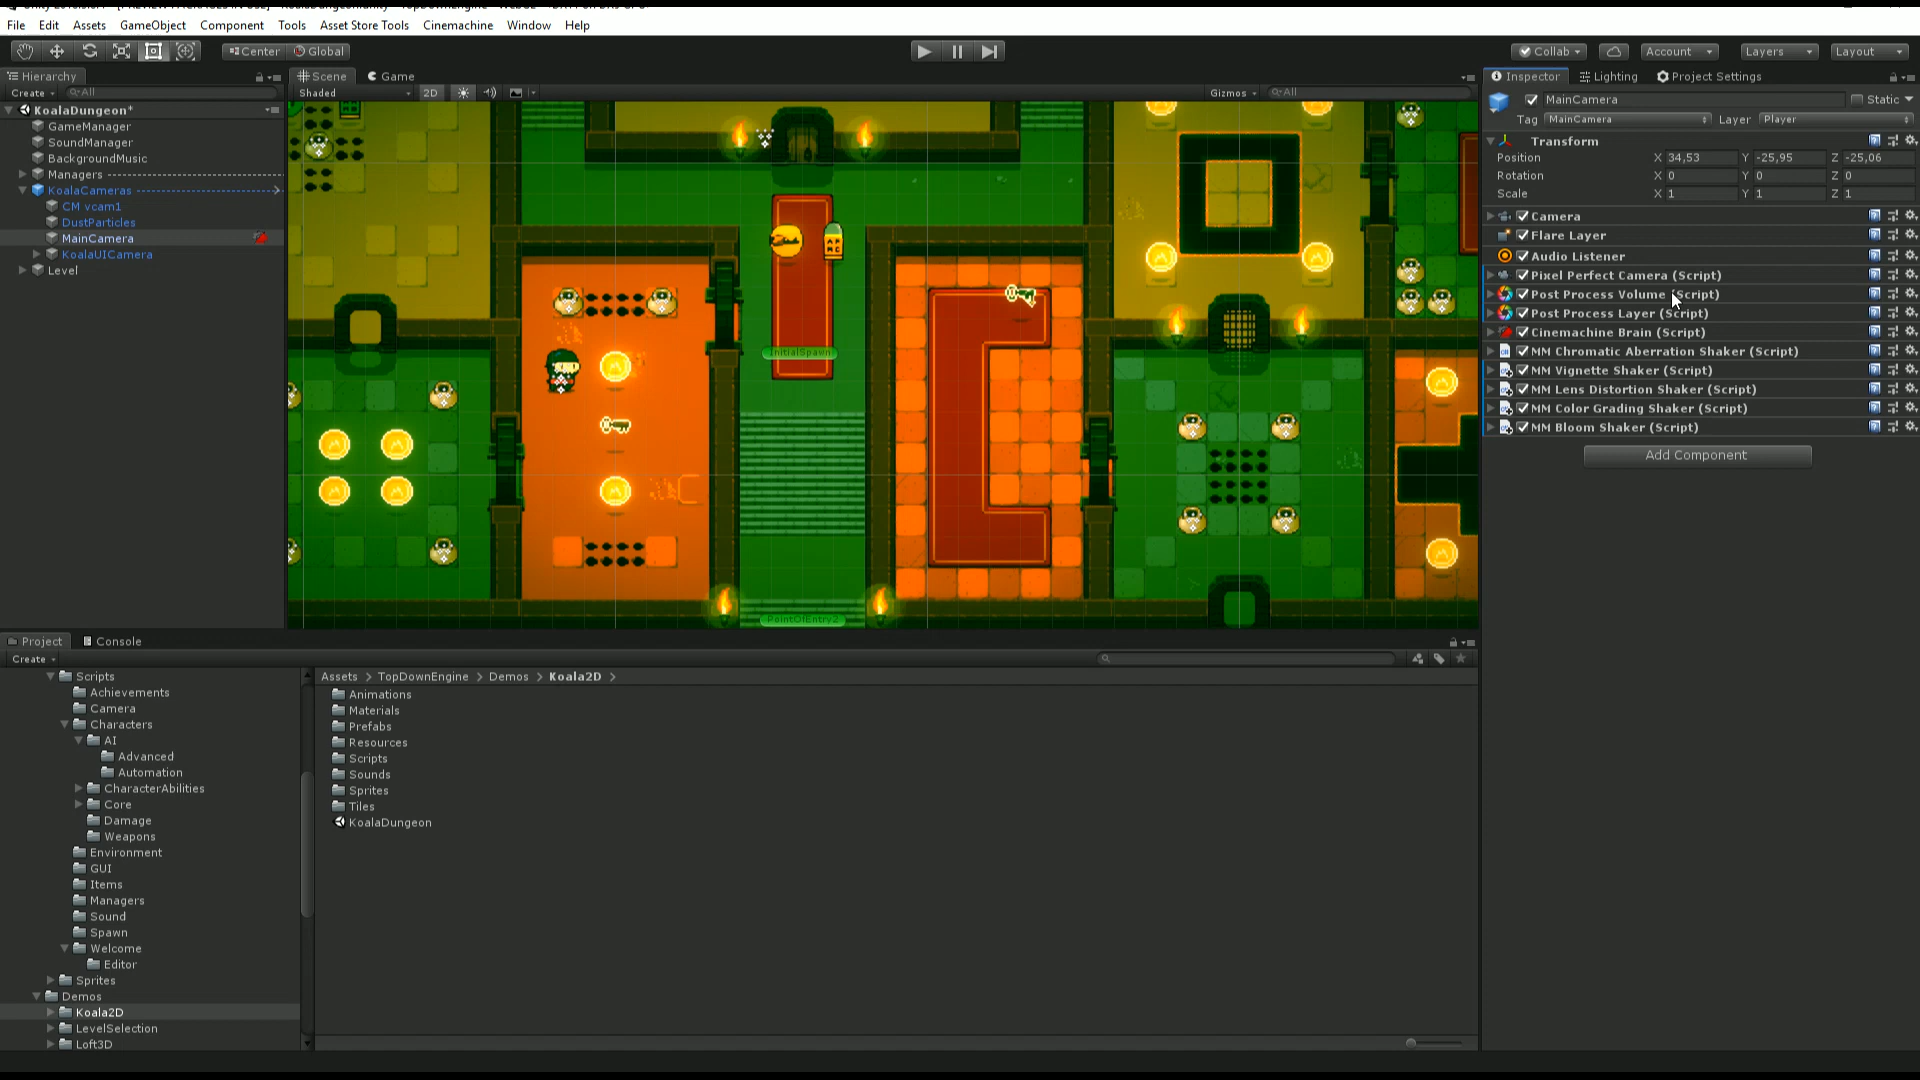 File Edit Assets GameObject Component Tools Asset Store Tools Cinemachine Window Help
Center Global Collab Account Layers Layout
Hierarchy
Create All
KoalaDungeon*
GameManager
SoundManager
BackgroundMusic
Managers
KoalaCameras
CM vcam1
DustParticles
MainCamera
KoalaUICamera
Level
Scene Game
Shaded 2D Gizmos All
InitialSpawn
PointOfEntry2
Inspector Lighting Project Settings
MainCamera Static
Tag MainCamera Layer Player
Transform
Position X 34,53 Y -25,95 Z -25,06
Rotation X 0 Y 0 Z 0
Scale X 1 Y 1 Z 1
Camera
Flare Layer
Audio Listener
Pixel Perfect Camera (Script)
Post Process Volume (Script)
Post Process Layer (Script)
Cinemachine Brain (Script)
MM Chromatic Aberration Shaker (Script)
MM Vignette Shaker (Script)
MM Lens Distortion Shaker (Script)
MM Color Grading Shaker (Script)
MM Bloom Shaker (Script)
Add Component
Project Console
Create
Scripts
Achievements
Camera
Characters
AI
Advanced
Automation
CharacterAbilities
Core
Damage
Weapons
Environment
GUI
Items
Managers
Sound
Spawn
Welcome
Editor
Sprites
Demos
Koala2D
LevelSelection
Loft3D
Assets > TopDownEngine > Demos > Koala2D >
Animations
Materials
Prefabs
Resources
Scripts
Sounds
Sprites
Tiles
KoalaDungeon